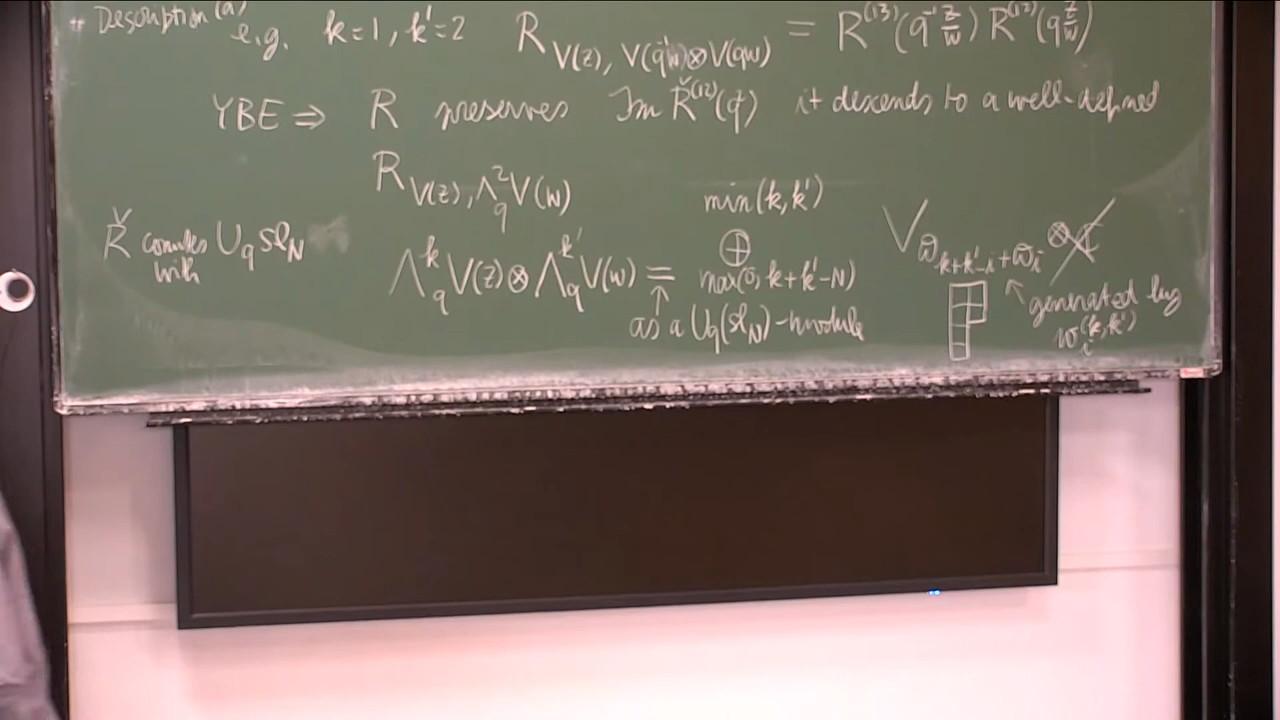 * Description (a)
e.g. k=1, k'=2 R_{V(z), V(q^{-1}w)⊗V(qw)} = R^{(13)}(q^{-1} z/w) R^{(12)}(q z/w)
YBE ⇒ R preserves Im Ř^{(12)}(q^2) it descends to a well-defined
R_{V(z), Λ_q^2 V(w)}
Ř commutes with U_q sl_N
Λ_q^k V(z) ⊗ Λ_q^{k'} V(w) = ⊕_{max(0, k+k'-N)}^{min(k, k')} V_{ω̄_{k+k'-i}+ω̄_i}
↑ as a U_q(sl_N)-module
↖ generated by w_i^{(k,k')}